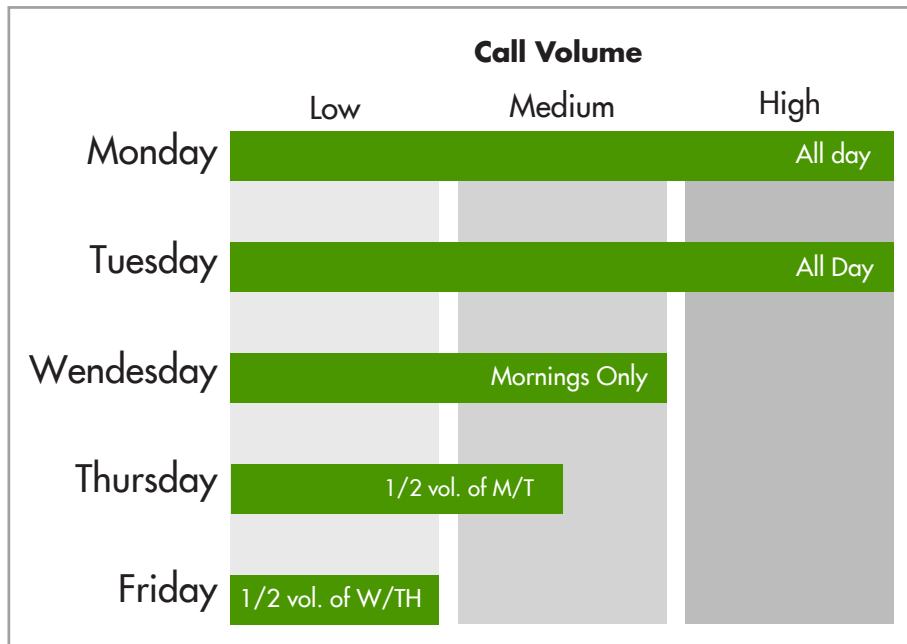 Call Volume
Low Medium High
Monday All day
Tuesday All Day
Wendesday Mornings Only
Thursday 1/2 vol. of M/T
Friday 1/2 vol. of W/TH